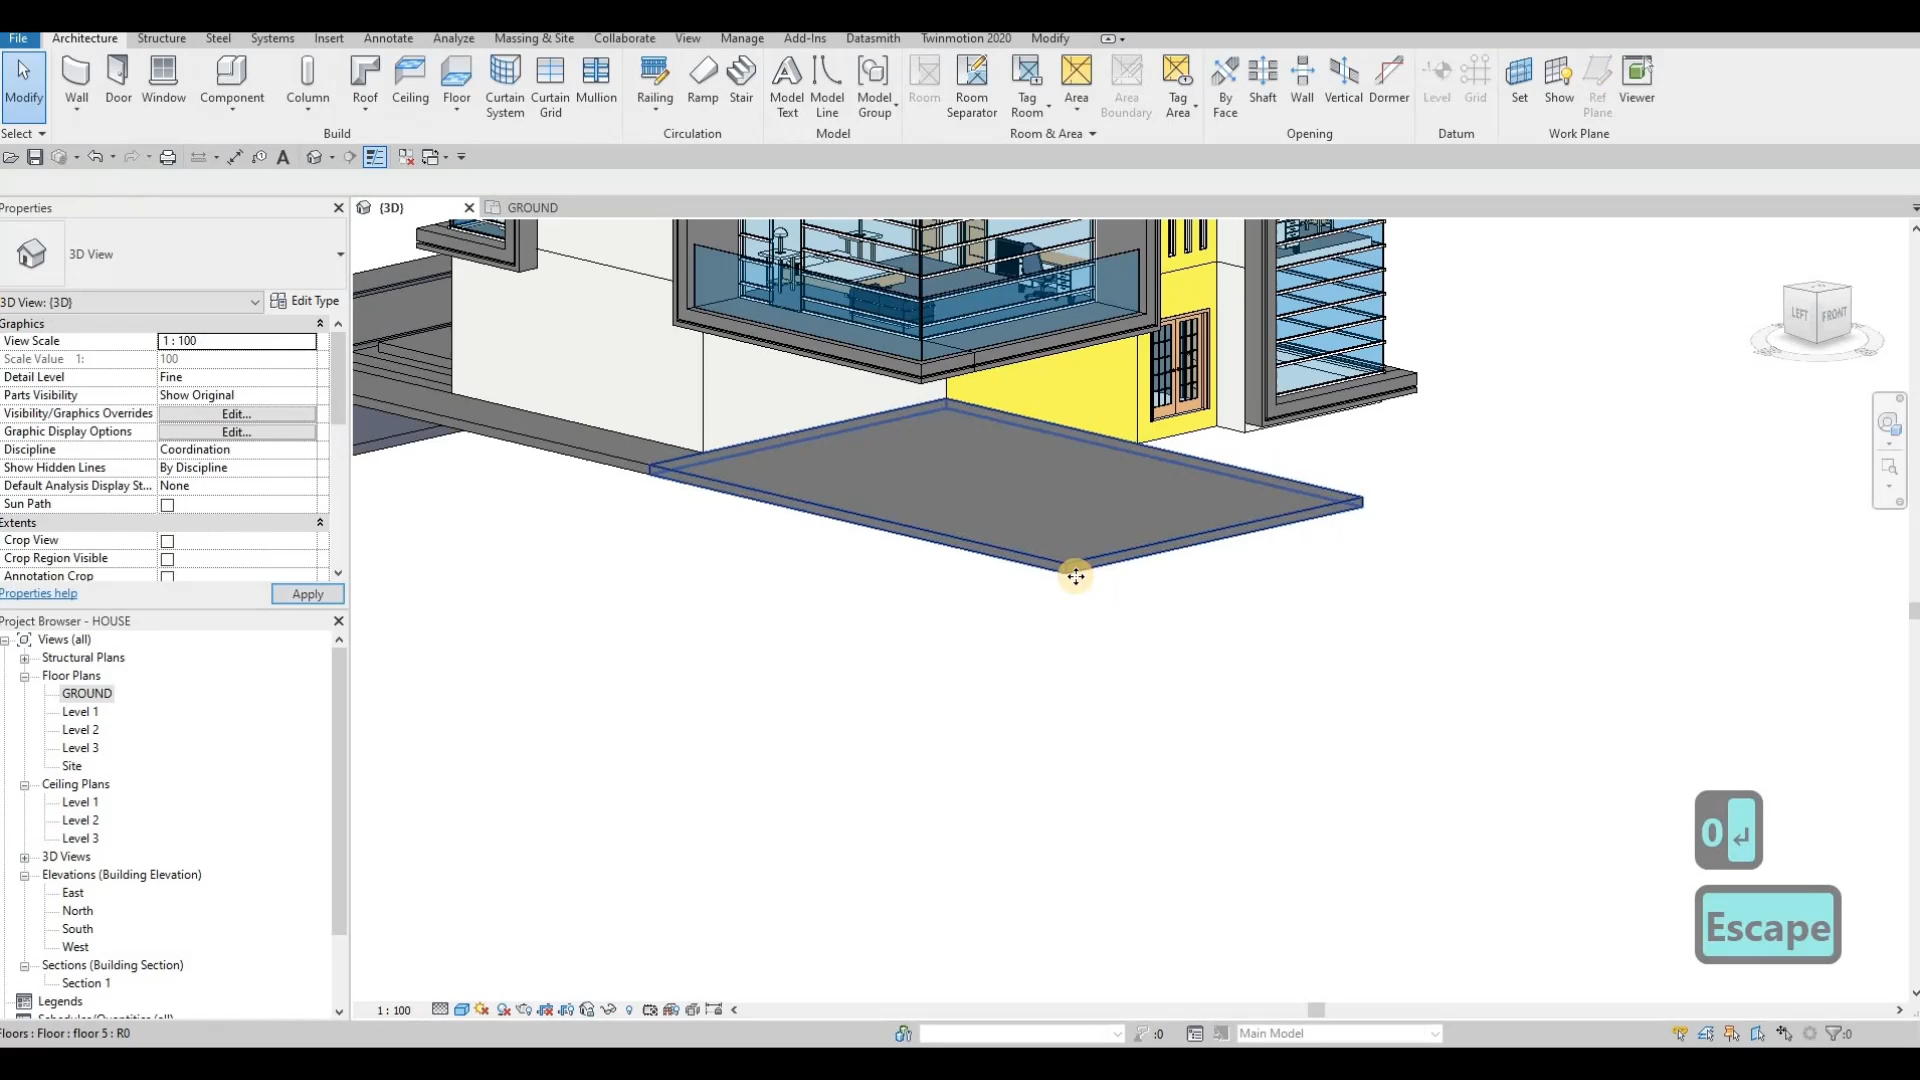 File Architecture Structure Steel Systems Insert Annotate Analyze Massing & Site Collaborate View Manage Add-Ins Datasmith Twinmotion 2020 Modify
Modify Wall Door Window Component Column Roof Ceiling Floor Curtain System Curtain Grid Mullion Railing Ramp Stair Model Text Model Line Model Group Room Room Separator Tag Room Area Area Boundary Tag Area By Face Shaft Wall Vertical Dormer Level Grid Set Show Ref Plane Viewer
Select Build Circulation Model Room & Area Opening Datum Work Plane
Properties
{3D} GROUND
3D View
3D View: {3D} Edit Type
Graphics
View Scale 1 : 100
Scale Value 1: 100
Detail Level Fine
Parts Visibility Show Original
Visibility/Graphics Overrides Edit...
Graphic Display Options Edit...
Discipline Coordination
Show Hidden Lines By Discipline
Default Analysis Display St... None
Sun Path
Extents
Crop View
Crop Region Visible
Annotation Crop
Properties help Apply
LEFT FRONT
Project Browser - HOUSE
Views (all)
Structural Plans
Floor Plans
GROUND
Level 1
Level 2
Level 3
Site
Ceiling Plans
Level 1
Level 2
Level 3
3D Views
Elevations (Building Elevation)
East
North
South
West
Sections (Building Section)
Section 1
Legends
0
Escape
1 : 100
Floors : Floor : floor 5 : R0 :0 Main Model :0